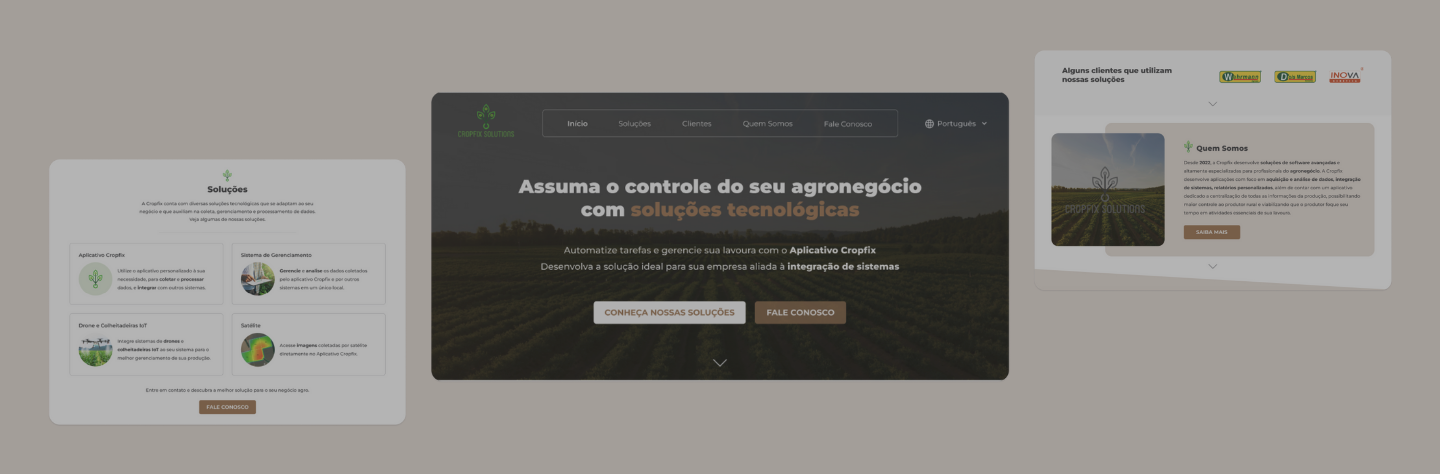 Soluções
A Cropfix conta com diversas soluções tecnológicas que se adaptam ao seu
negócio e que auxiliam na coleta, gerenciamento e processamento de dados.
Veja algumas de nossas soluções.
Aplicativo Cropfix
Utilize o aplicativo personalizado à sua
necessidade, para coletar e processar
dados, e integrar com outros sistemas.
Sistema de Gerenciamento
Gerencie e analise os dados coletados
pelo aplicativo Cropfix e por outros
sistemas em um único local.
Drone e Colheitadeiras IoT
Integre sistemas de drones e
colheitadeiras IoT ao seu sistema para o
melhor gerenciamento de sua produção.
Satélite
Acesse imagens coletadas por satélite
diretamente no Aplicativo Cropfix.
Entre em contato e descubra a melhor solução para o seu negócio agro.
FALE CONOSCO
CROPFIX SOLUTIONS
Início
Soluções
Clientes
Quem Somos
Fale Conosco
Português
Assuma o controle do seu agronegócio
com soluções tecnológicas
Automatize tarefas e gerencie sua lavoura com o Aplicativo Cropfix
Desenvolva a solução ideal para sua empresa aliada à integração de sistemas
CONHEÇA NOSSAS SOLUÇÕES
FALE CONOSCO
Alguns clientes que utilizam
nossas soluções
Wehrmann
INOVA
CROPFIX SOLUTIONS
Quem Somos
Desde 2022, a Cropfix desenvolve soluções de software avançadas e
altamente especializadas para profissionais do agronegócio. A Cropfix
desenvolve aplicações com foco em aquisição e análise de dados, integração
de sistemas, relatórios personalizados, além de contar com um aplicativo
dedicado a centralização de todas as informações da produção, possibilitando
maior controle ao produtor rural e viabilizando que o produtor foque seu
tempo em atividades essenciais de sua lavoura.
SAIBA MAIS